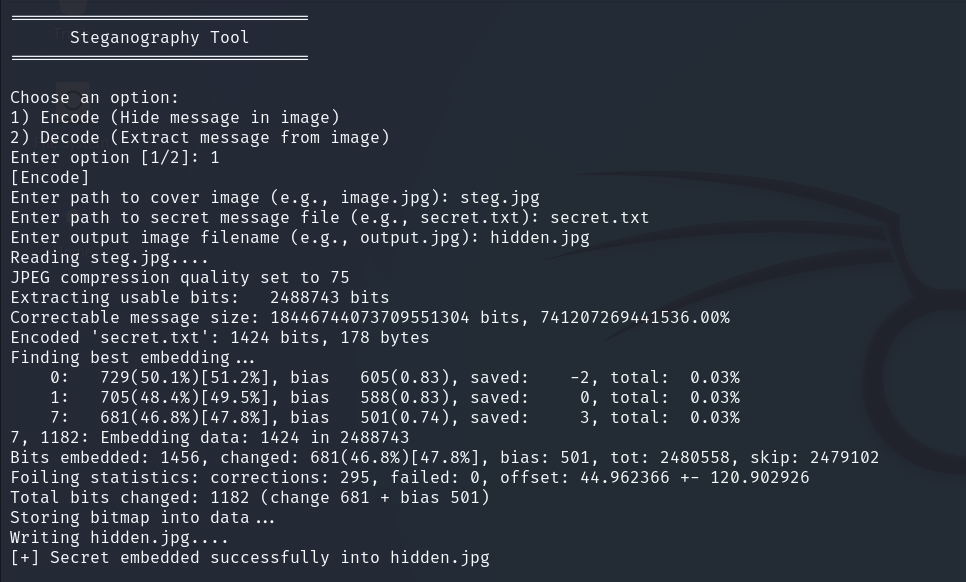 Steganography Tool
Choose an option:
1) Encode (Hide message in image)
2) Decode (Extract message from image)
Enter option [1/2]: 1
[Encode]
Enter path to cover image (e.g., image.jpg): steg.jpg
Enter path to secret message file (e.g., secret.txt): secret.txt
Enter output image filename (e.g., output.jpg): hidden.jpg
Reading steg.jpg....
JPEG compression quality set to 75
Extracting usable bits:   2488743 bits
Correctable message size: 18446744073709551304 bits, 741207269441536.00%
Encoded 'secret.txt': 1424 bits, 178 bytes
Finding best embedding...
    0:   729(50.1%)[51.2%], bias   605(0.83), saved:    -2, total:  0.03%
    1:   705(48.4%)[49.5%], bias   588(0.83), saved:     0, total:  0.03%
    7:   681(46.8%)[47.8%], bias   501(0.74), saved:     3, total:  0.03%
7, 1182: Embedding data: 1424 in 2488743
Bits embedded: 1456, changed: 681(46.8%)[47.8%], bias: 501, tot: 2480558, skip: 2479102
Foiling statistics: corrections: 295, failed: 0, offset: 44.962366 +- 120.902926
Total bits changed: 1182 (change 681 + bias 501)
Storing bitmap into data...
Writing hidden.jpg....
[+] Secret embedded successfully into hidden.jpg